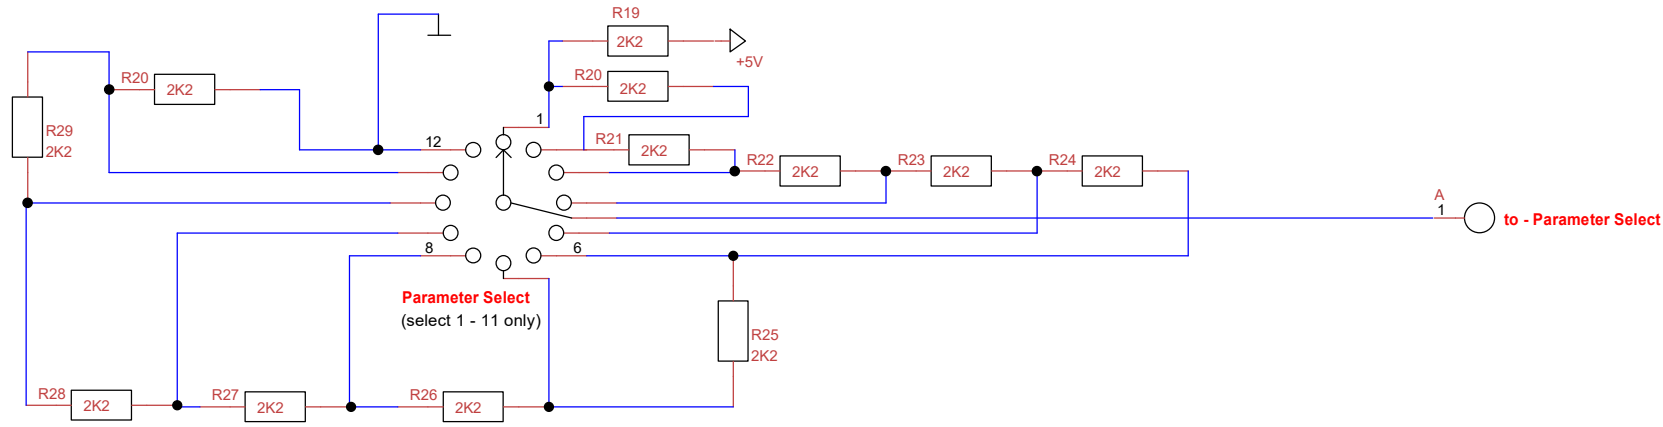 R19
2K2
+5V
R20
2K2
R20
2K2
1
R29
2K2
12
R21
2K2
R22
2K2
R23
2K2
R24
2K2
A
1
to - Parameter Select
8
6
Parameter Select
(select 1 - 11 only)
R25
2K2
R28
2K2
R27
2K2
R26
2K2